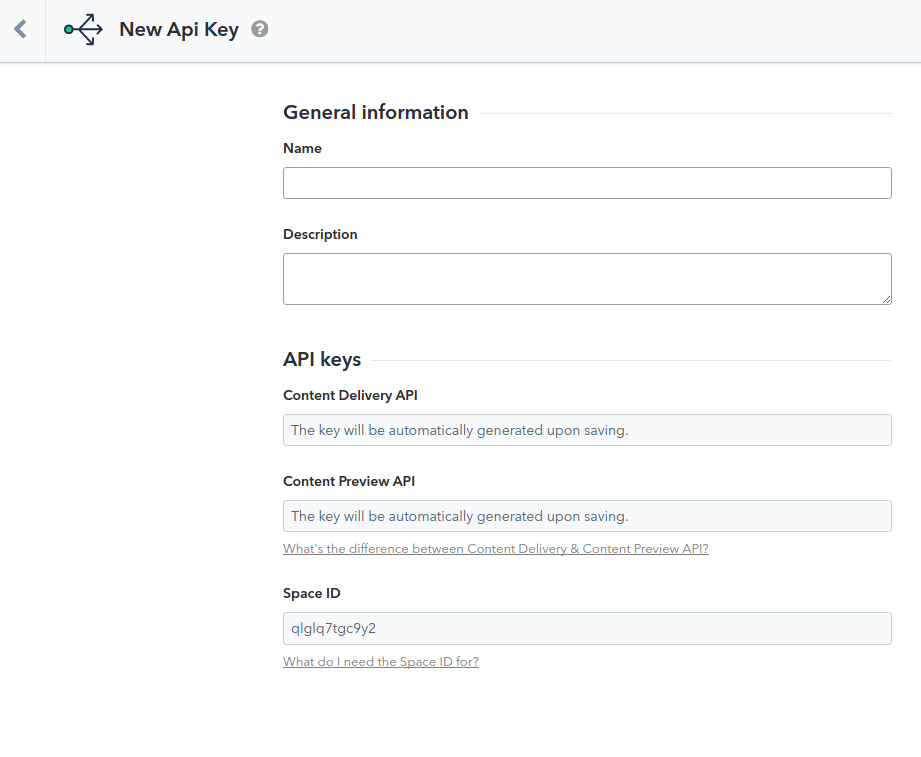 New Api Key ?
General information
Name
Description
API keys
Content Delivery API
The key will be automatically generated upon saving.
Content Preview API
The key will be automatically generated upon saving.
What's the difference between Content Delivery & Content Preview API?
Space ID
qlglq7tgc9y2
What do I need the Space ID for?